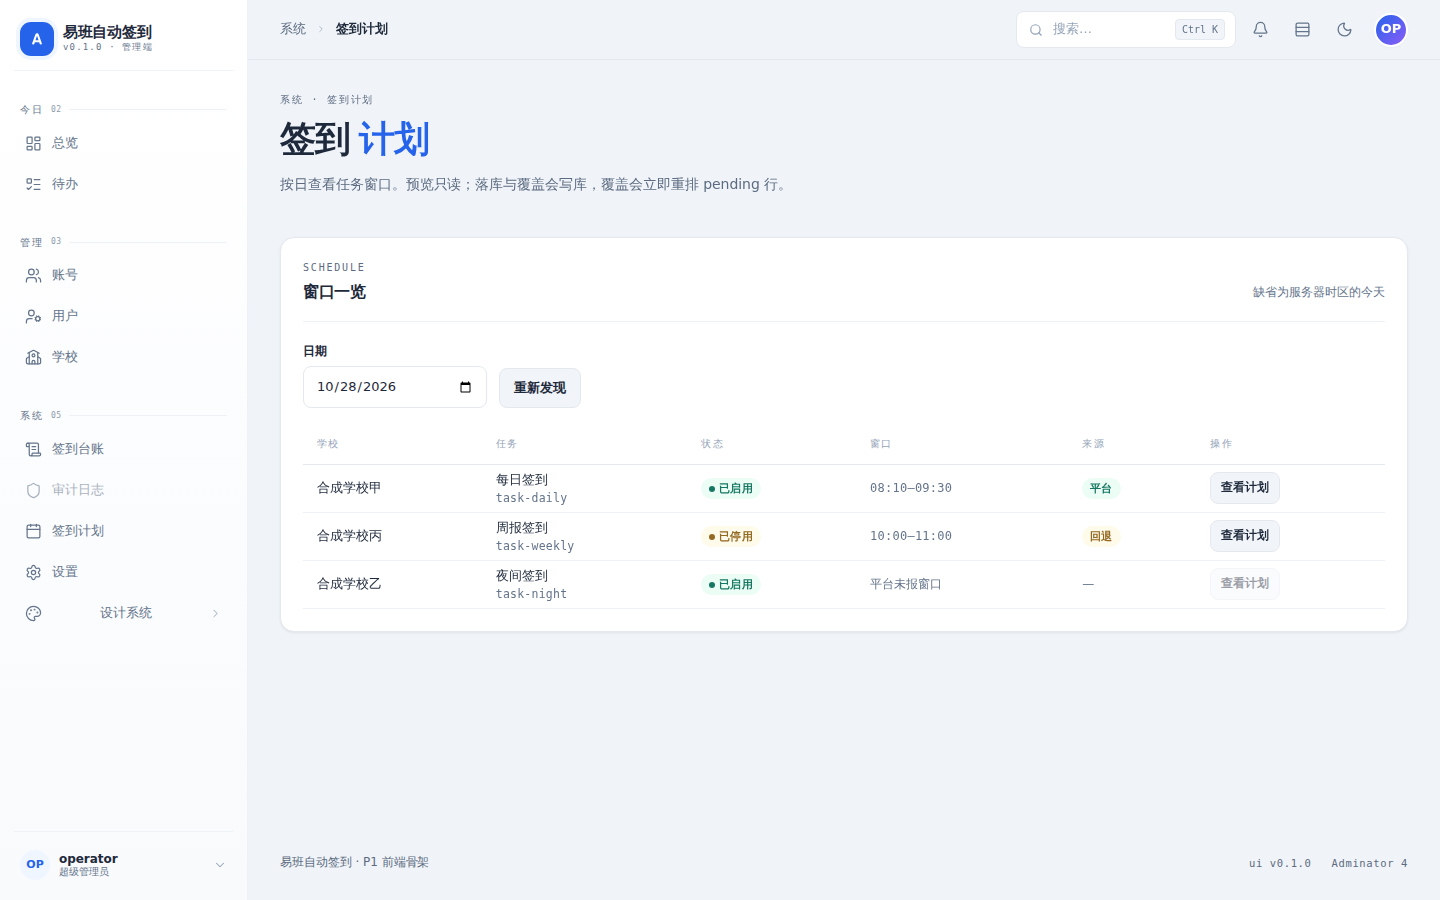 易班自动签到
v0.1.0 · 管理端
今日 02
总览
待办
管理 03
账号
用户
学校
系统 05
签到台账
审计日志
签到计划
设置
设计系统
OP
operator
超级管理员
系统
签到计划
搜索…
Ctrl K
OP
系统 · 签到计划
签到 计划
按日查看任务窗口。预览只读；落库与覆盖会写库，覆盖会立即重排 pending 行。
SCHEDULE
窗口一览
缺省为服务器时区的今天
日期
10/28/2026
重新发现
学校 任务 状态 窗口 来源 操作
合成学校甲 每日签到 task-daily 已启用 08:10—09:30 平台 查看计划
合成学校丙 周报签到 task-weekly 已停用 10:00—11:00 回退 查看计划
合成学校乙 夜间签到 task-night 已启用 平台未报窗口 — 查看计划
易班自动签到 · P1 前端骨架
ui v0.1.0 Adminator 4